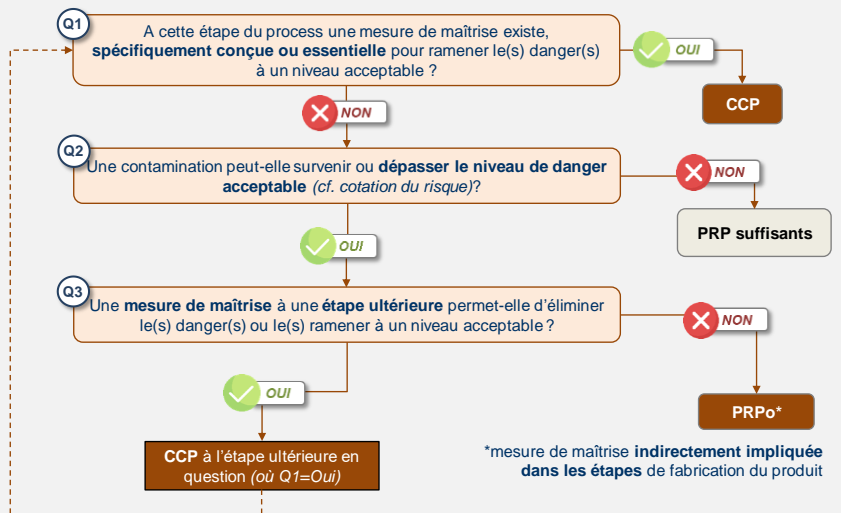 Q1
A cette étape du process une mesure de maîtrise existe,
spécifiquement conçue ou essentielle pour ramener le(s) danger(s)
à un niveau acceptable ?
OUI
CCP
NON
Q2
Une contamination peut-elle survenir ou dépasser le niveau de danger
acceptable (cf. cotation du risque)?
NON
PRP suffisants
OUI
Q3
Une mesure de maîtrise à une étape ultérieure permet-elle d'éliminer
le(s) danger(s) ou le(s) ramener à un niveau acceptable ?
NON
PRPo*
OUI
CCP à l'étape ultérieure en
question (où Q1=Oui)
*mesure de maîtrise indirectement impliquée
dans les étapes de fabrication du produit